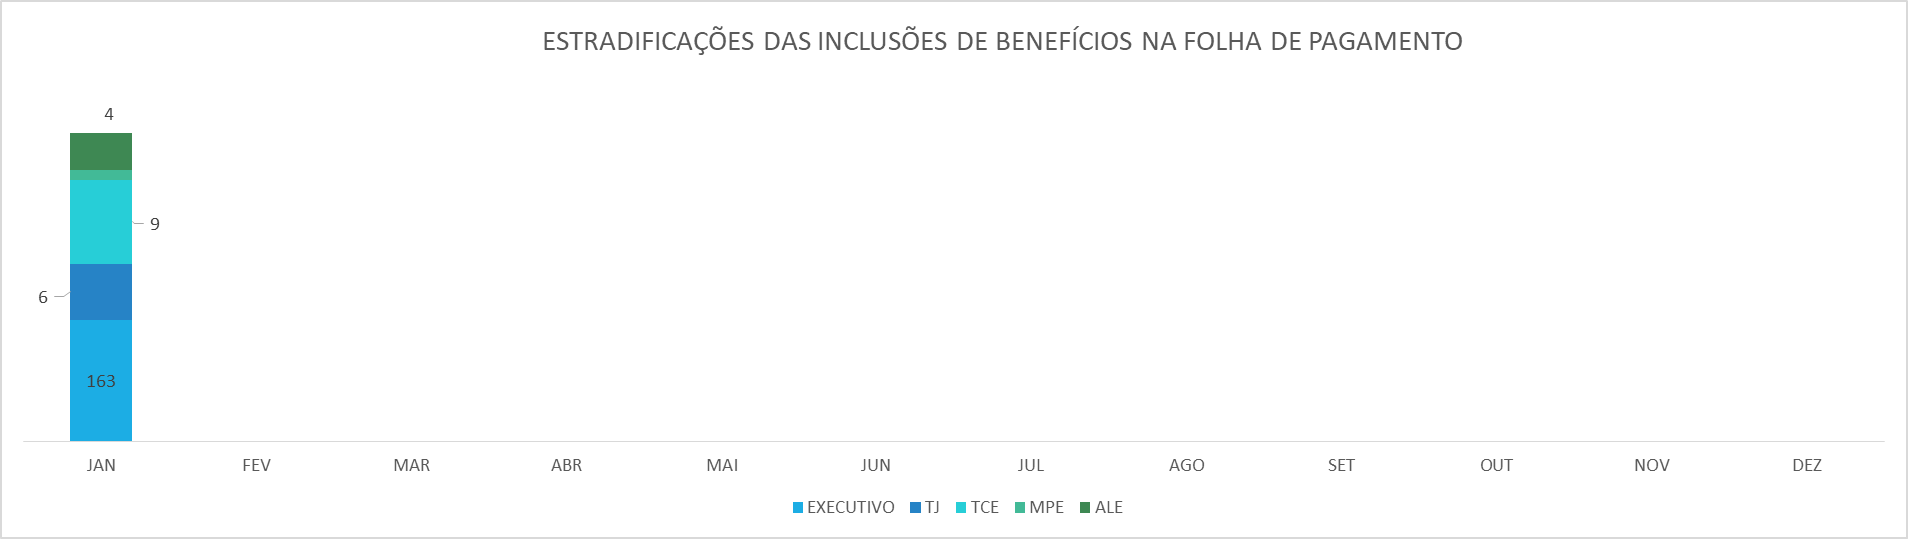 ESTRADIFICAÇÕES DAS INCLUSÕES DE BENEFÍCIOS NA FOLHA DE PAGAMENTO
4
9
6
163
JAN FEV MAR ABR MAI JUN JUL AGO SET OUT NOV DEZ
EXECUTIVO TJ TCE MPE ALE